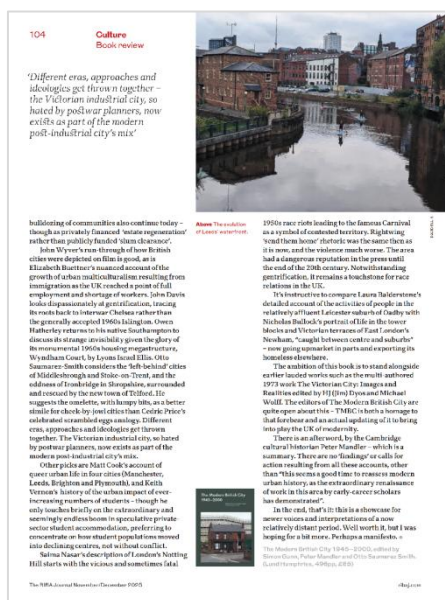 104
Culture
Book review
'Different eras, approaches and
ideologies get thrown together –
the Victorian industrial city, so
hated by postwar planners, now
exists as part of the modern
post-industrial city's mix'
Above The evolution
of Leeds' waterfront.
bulldozing of communities also continue today –
though as privately financed 'estate regeneration'
rather than publicly funded 'slum clearance'.
John Wyver's run-through of how British
cities were depicted on film is good, as is
Elizabeth Buettner's nuanced account of the
growth of urban multiculturalism resulting from
immigration as the UK reached a point of full
employment and shortage of workers. John Davis
looks dispassionately at gentrification, tracing
its roots back to interwar Chelsea rather than
the generally accepted 1960s Islington. Owen
Hatherley returns to his native Southampton to
discuss its strange invisibility given the glory of
its monumental 1960s housing megastructure,
Wyndham Court, by Lyons Israel Ellis. Otto
Saumarez-Smith considers the 'left-behind' cities
of Middlesbrough and Stoke-on-Trent, and the
oddness of Ironbridge in Shropshire, surrounded
and rescued by the new town of Telford. He
suggests the omelette, with lumpy bits, as a better
simile for cheek-by-jowl cities than Cedric Price's
celebrated scrambled eggs analogy. Different
eras, approaches and ideologies get thrown
together. The Victorian industrial city, so hated
by postwar planners, now exists as part of the
modern post-industrial city's mix.
Other picks are Matt Cook's account of
queer urban life in four cities (Manchester,
Leeds, Brighton and Plymouth), and Keith
Vernon's history of the urban impact of ever-
increasing numbers of students – though he
only touches briefly on the extraordinary and
seemingly endless boom in speculative private-
sector student accommodation, preferring to
concentrate on how student populations moved
into declining centres, not without conflict.
Saima Nasar's description of London's Notting
Hill starts with the vicious and sometimes fatal
1950s race riots leading to the famous Carnival
as a symbol of contested territory. Rightwing
'send them home' rhetoric was the same then as
it is now, and the violence much worse. The area
had a dangerous reputation in the press until
the end of the 20th century. Notwithstanding
gentrification, it remains a touchstone for race
relations in the UK.
It's instructive to compare Laura Balderstone's
detailed account of the activities of people in the
relatively affluent Leicester suburb of Oadby with
Nicholas Bullock's portrait of life in the tower
blocks and Victorian terraces of East London's
Newham, "caught between centre and suburbs"
– now going upmarket in parts and exporting its
homeless elsewhere.
The ambition of this book is to stand alongside
earlier lauded works such as the multi-authored
1973 work The Victorian City: Images and
Realities edited by HJ (Jim) Dyos and Michael
Wolff. The editors of The Modern British City are
quite open about this – TMBC is both a homage to
that forebear and an actual updating of it to bring
into play the UK of modernity.
There is an afterword, by the Cambridge
cultural historian Peter Mandler – which is a
summary. There are no 'findings' or calls for
action resulting from all these accounts, other
than "this seems a good time to reassess modern
urban history, as the extraordinary renaissance
of work in this area by early-career scholars
has demonstrated".
In the end, that's it: this is a showcase for
newer voices and interpretations of a now
relatively distant period. Well worth it, but I was
hoping for a bit more. Perhaps a manifesto.
The Modern British City 1945–2000, edited by
Simon Gunn, Peter Mandler and Otto Saumarez Smith.
The Modern British City
1945–2000
The RIBA Journal November/December 2025
ribaj.com